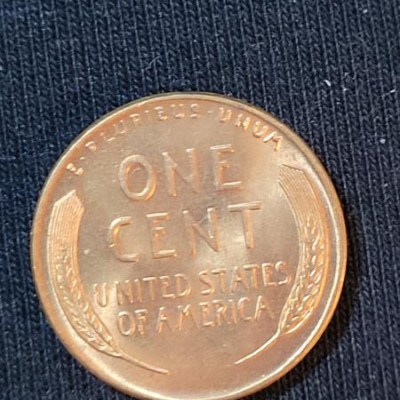 E·PLURIBUS·UNUM
ONE
CENT
UNITED STATES
OF AMERICA